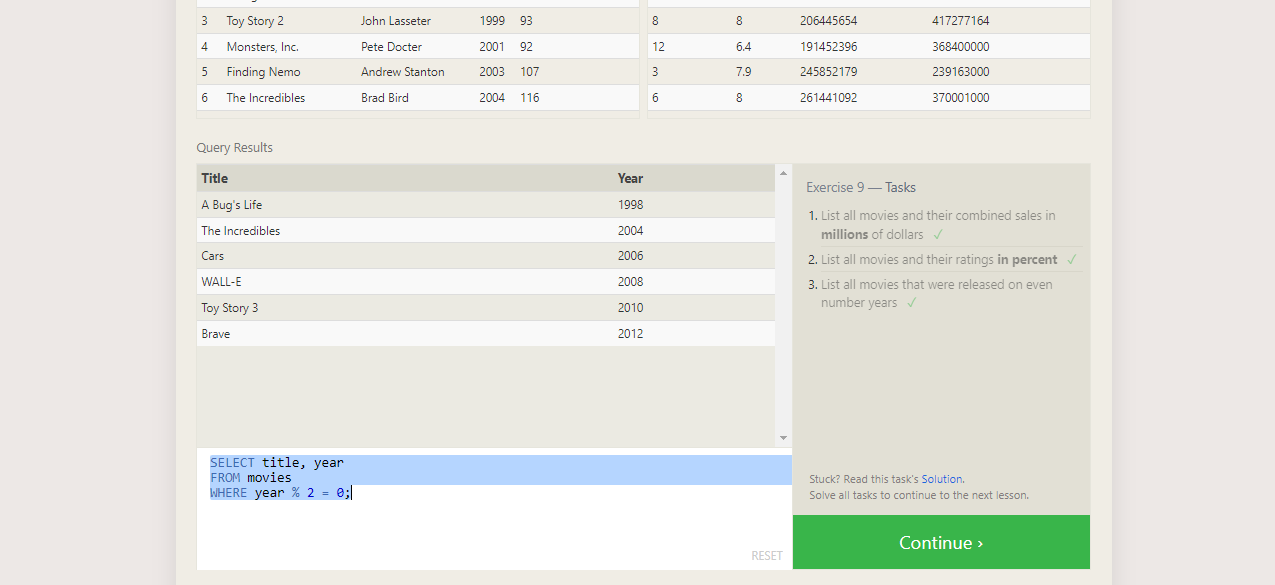 3 Toy Story 2 John Lasseter 1999 93 8 8 206445654 417277164
4 Monsters, Inc. Pete Docter 2001 92 12 6.4 191452396 368400000
5 Finding Nemo Andrew Stanton 2003 107 3 7.9 245852179 239163000
6 The Incredibles Brad Bird 2004 116 6 8 261441092 370001000
Query Results
Title Year
A Bug's Life 1998
The Incredibles 2004
Cars 2006
WALL-E 2008
Toy Story 3 2010
Brave 2012
SELECT title, year
FROM movies
WHERE year % 2 = 0;
RESET
Exercise 9 — Tasks
1. List all movies and their combined sales in
millions of dollars ✓
2. List all movies and their ratings in percent ✓
3. List all movies that were released on even
number years ✓
Stuck? Read this task's Solution.
Solve all tasks to continue to the next lesson.
Continue ›